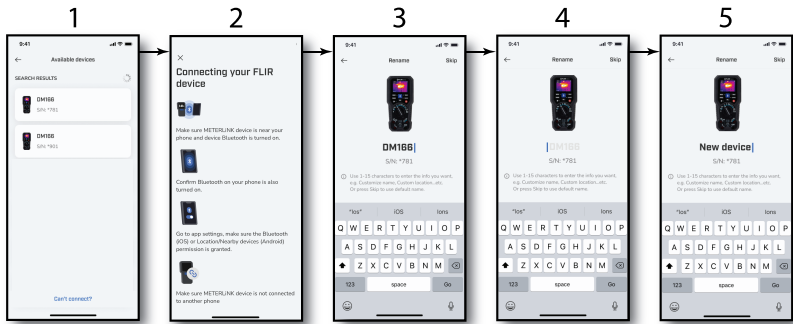 1
2
3
4
5
9:41
← Available devices
SEARCH RESULTS
DM166
S/N: *781
DM166
S/N: *901
Can't connect?
Connecting your FLIR
device
Make sure METERLiNK device is near your
phone and device Bluetooth is turned on.
Confirm Bluetooth on your phone is also
turned on.
Go to app settings, make sure the Bluetooth
(iOS) or Location/Nearby devices (Android)
permission is granted.
Make sure METERLiNK device is not connected
to another phone
9:41
← Rename Skip
DM166
S/N: *781
Use 1-15 characters to enter the info you want,
e.g. Customize name, Custom location,..etc.
Or press Skip to use default name.
"Ios" iOS Ions
Q W E R T Y U I O P
A S D F G H J K L
Z X C V B N M
123 space Go
9:41
← Rename Skip
DM166
S/N: *781
Use 1-15 characters to enter the info you want,
e.g. Customize name, Custom location,..etc.
Or press Skip to use default name.
"Ios" iOS Ions
Q W E R T Y U I O P
A S D F G H J K L
Z X C V B N M
123 space Go
9:41
← Rename Skip
New device
S/N: *781
Use 1-15 characters to enter the info you want,
e.g. Customize name, Custom location,..etc.
Or press Skip to use default name.
"Ios" iOS Ions
Q W E R T Y U I O P
A S D F G H J K L
Z X C V B N M
123 space Go